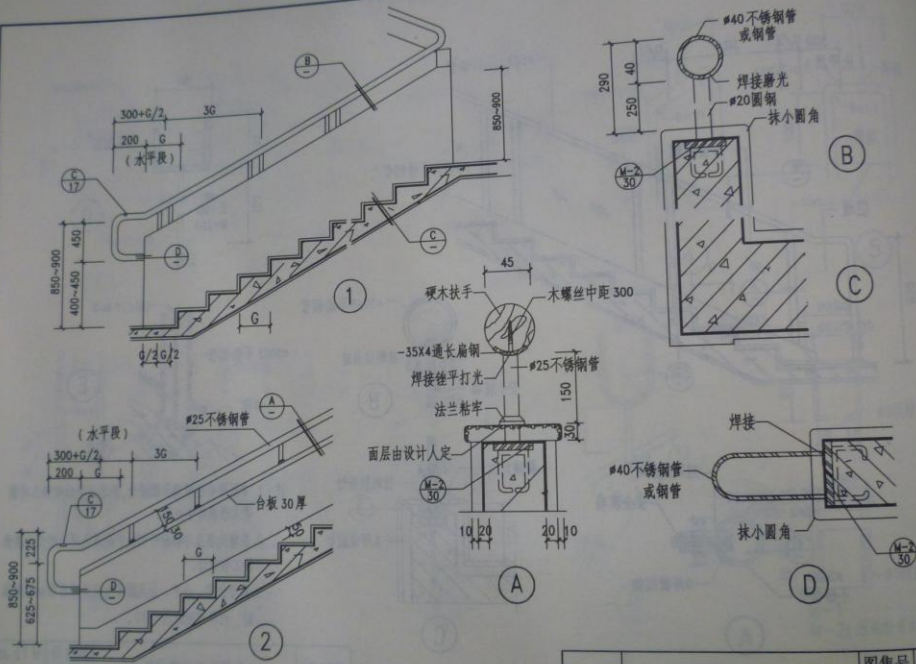 B
-
300+G/2
3G
200
G
(水平段)
850~900
C
17
D
-
850~900
450
400~450
C
-
G
G/2
G/2
1
ø40不锈钢管
或钢管
290
40
250
焊接磨光
ø20圆钢
抹小圆角
M-2
30
B
C
45
硬木扶手
木螺丝中距300
-35X4通长扁钢
ø25不锈钢管
焊接锉平打光
法兰粘牢
150
30
面层由设计人定
M-2
30
10
20
20
10
A
(水平段)
ø25不锈钢管
A
-
300+G/2
3G
200
G
台板30厚
C
17
150
30
150
G
D
-
850~900
225
625~675
2
焊接
ø40不锈钢管
或钢管
抹小圆角
M-2
30
D
图集号